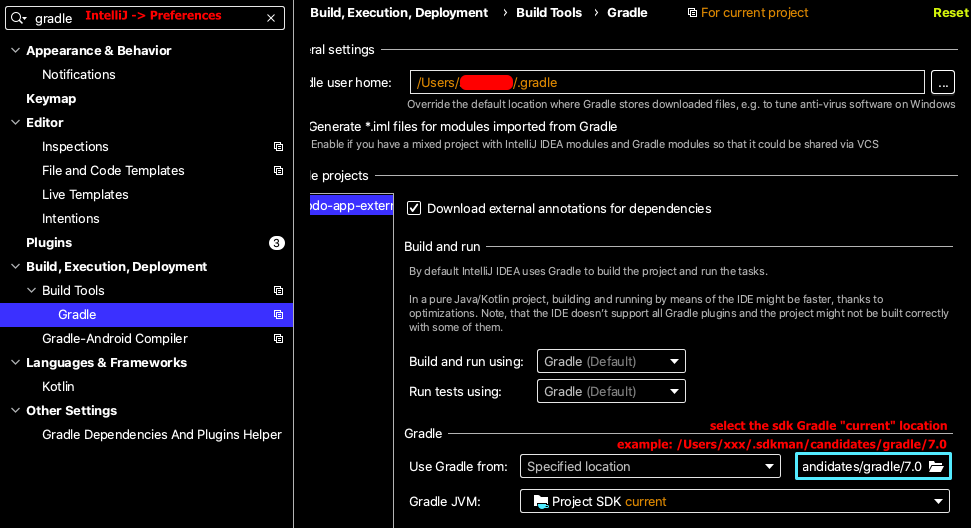 gradle
IntelliJ -> Preferences
Appearance & Behavior
Notifications
Keymap
Editor
Inspections
File and Code Templates
Live Templates
Intentions
Plugins
3
Build, Execution, Deployment
Build Tools
Gradle
Gradle-Android Compiler
Languages & Frameworks
Kotlin
Other Settings
Gradle Dependencies And Plugins Helper
Build, Execution, Deployment › Build Tools › Gradle
For current project
Reset
eral settings
dle user home:
/Users/ /.gradle
...
Override the default location where Gradle stores downloaded files, e.g. to tune anti-virus software on Windows
Generate *.iml files for modules imported from Gradle
Enable if you have a mixed project with IntelliJ IDEA modules and Gradle modules so that it could be shared via VCS
le projects
odo-app-extern
Download external annotations for dependencies
Build and run
By default IntelliJ IDEA uses Gradle to build the project and run the tasks.
In a pure Java/Kotlin project, building and running by means of the IDE might be faster, thanks to
optimizations. Note, that the IDE doesn't support all Gradle plugins and the project might not be built correctly
with some of them.
Build and run using:
Gradle (Default)
Run tests using:
Gradle (Default)
select the sdk Gradle "current" location
Gradle
example: /Users/xxx/.sdkman/candidates/gradle/7.0
Use Gradle from:
Specified location
andidates/gradle/7.0
Gradle JVM:
Project SDK current